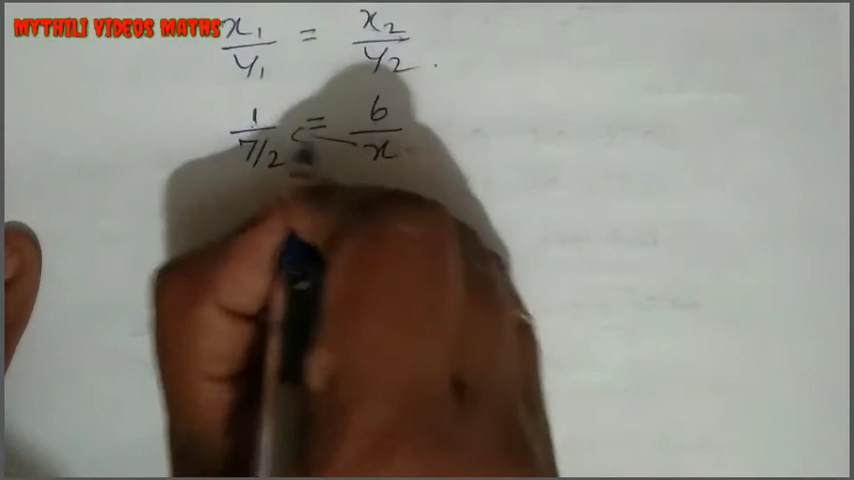 MYTHILI VIDEOS MATHS
x₁/y₁ = x₂/y₂.
1/7/2 = 6/x